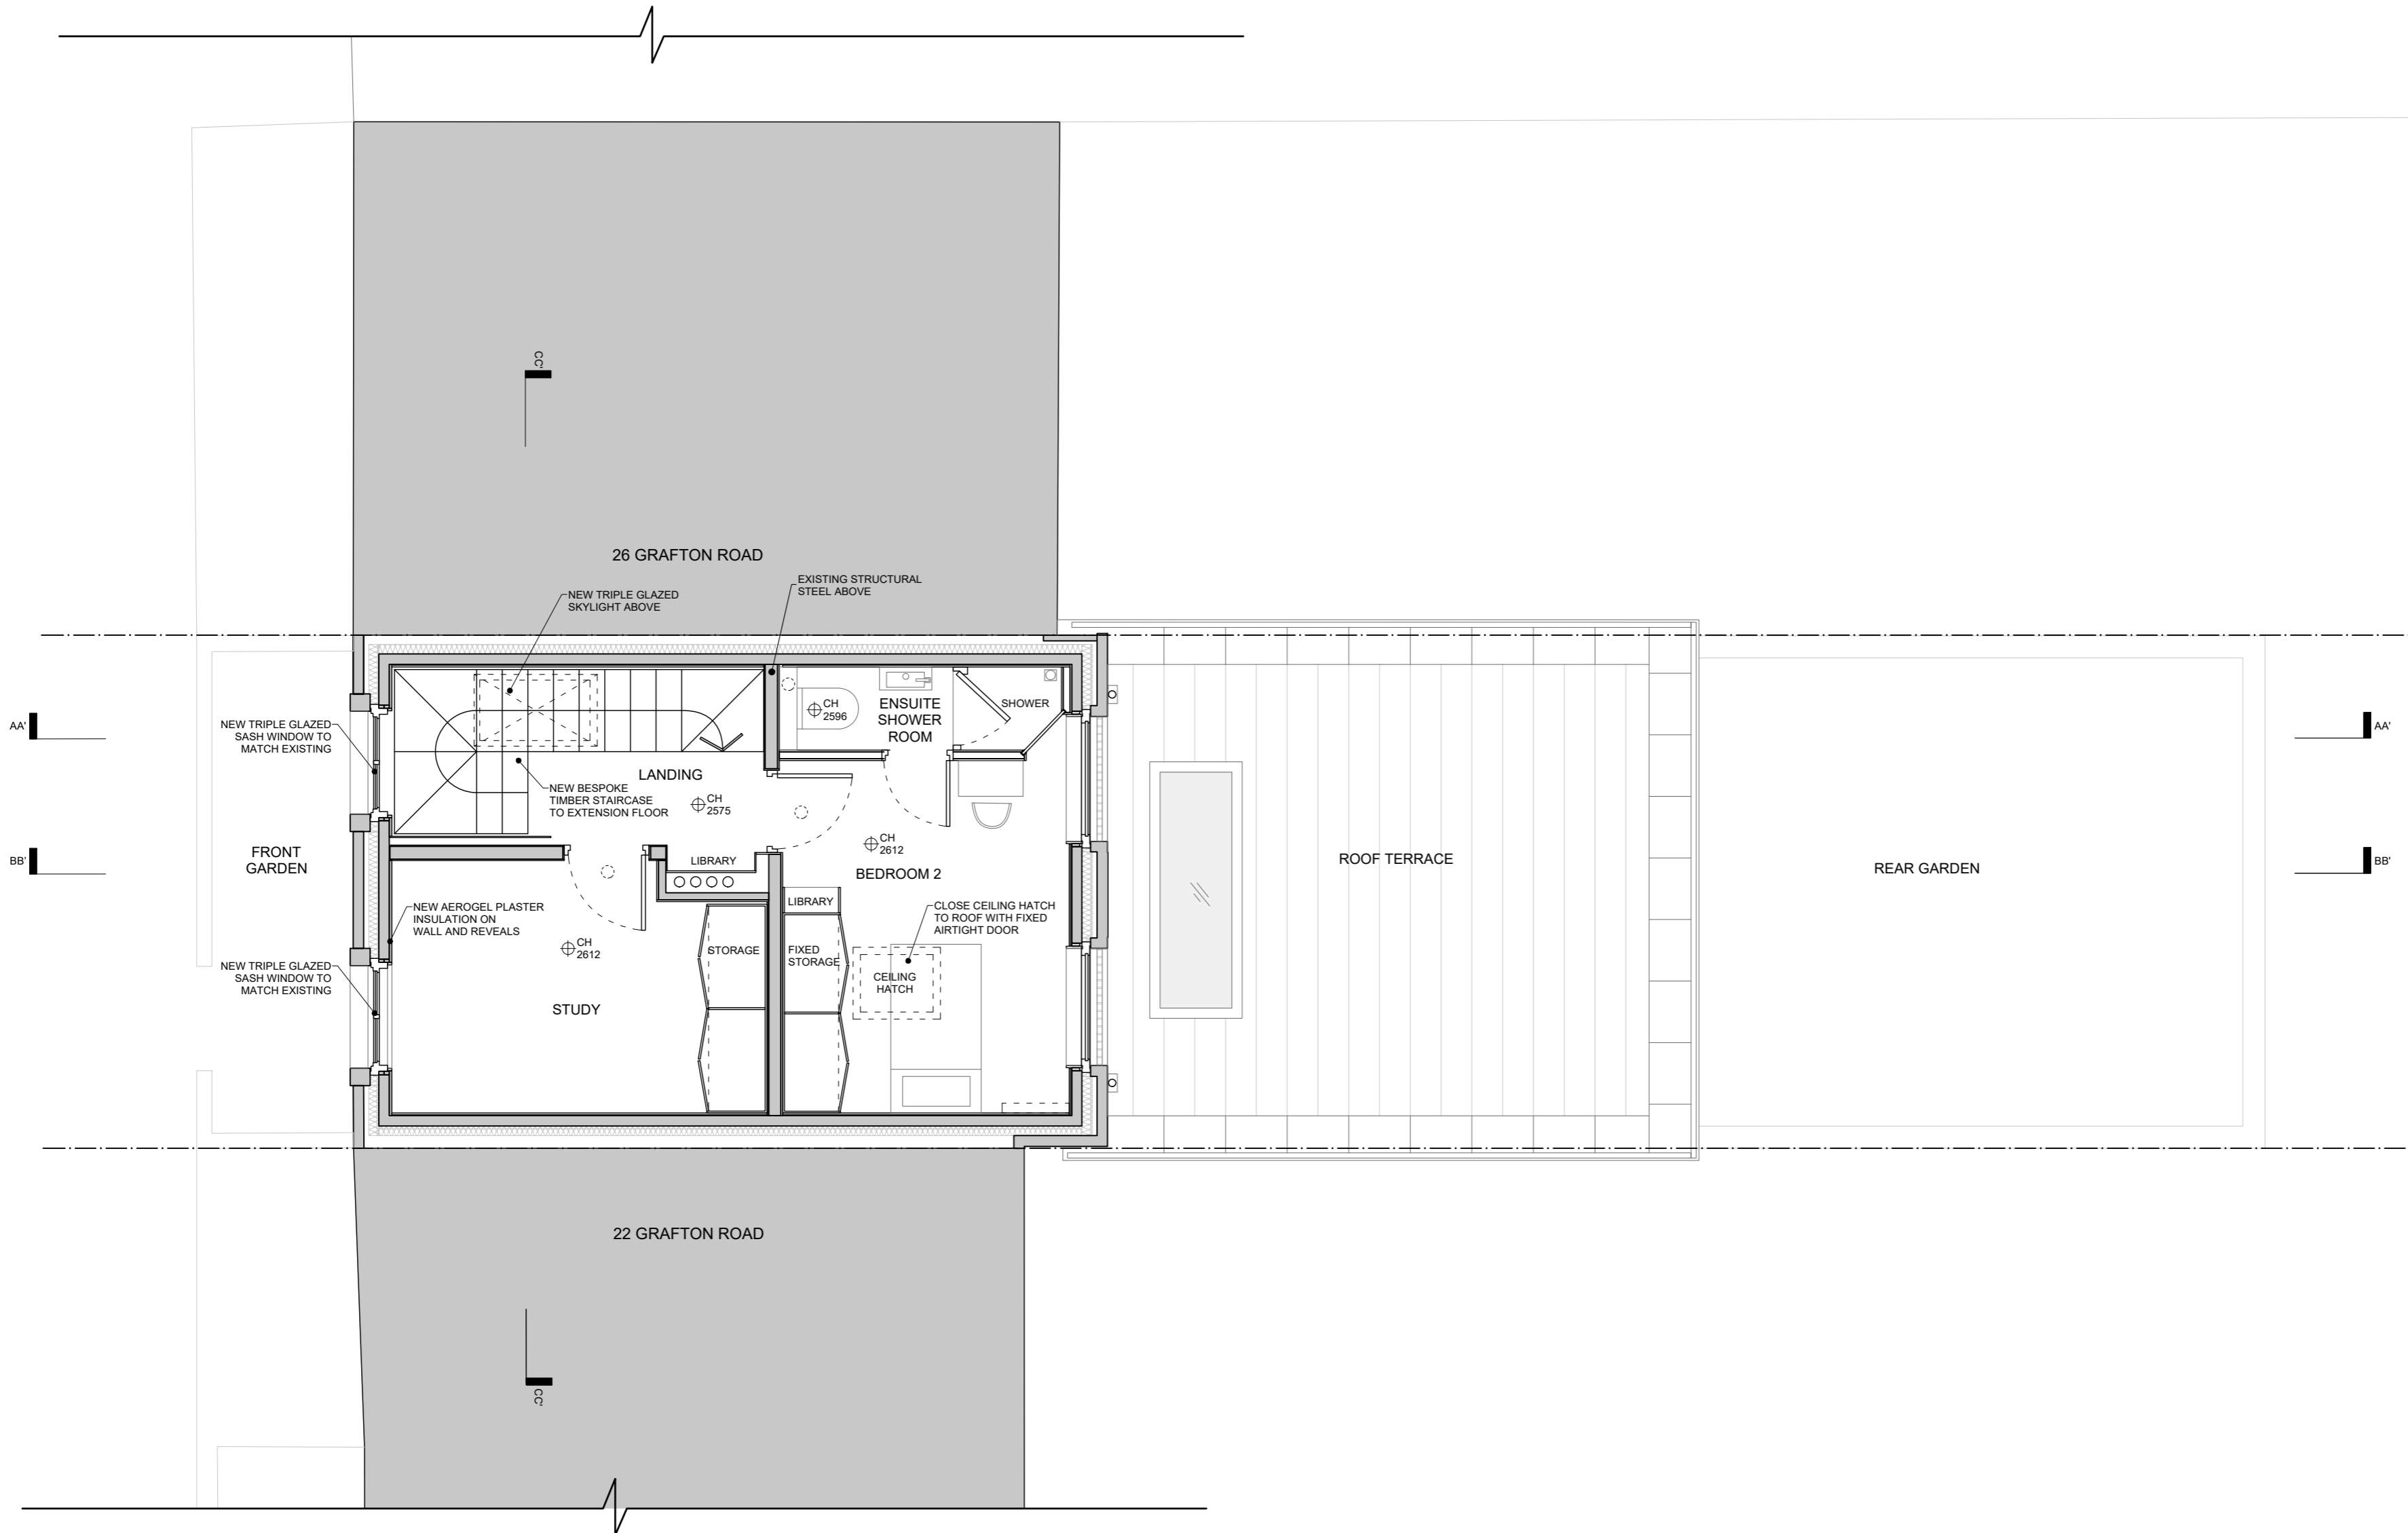 CC'
26 GRAFTON ROAD
NEW TRIPLE GLAZED
SKYLIGHT ABOVE
EXISTING STRUCTURAL
STEEL ABOVE
AA'
NEW TRIPLE GLAZED
SASH WINDOW TO
MATCH EXISTING
CH
2596
ENSUITE
SHOWER
ROOM
SHOWER
AA'
LANDING
NEW BESPOKE
TIMBER STAIRCASE
TO EXTENSION FLOOR
CH
2575
BB'
FRONT
GARDEN
LIBRARY
CH
2612
BEDROOM 2
ROOF TERRACE
REAR GARDEN
BB'
NEW AEROGEL PLASTER
INSULATION ON
WALL AND REVEALS
LIBRARY
CLOSE CEILING HATCH
TO ROOF WITH FIXED
AIRTIGHT DOOR
CH
2612
STORAGE
FIXED
STORAGE
CEILING
HATCH
NEW TRIPLE GLAZED
SASH WINDOW TO
MATCH EXISTING
STUDY
22 GRAFTON ROAD
CC'